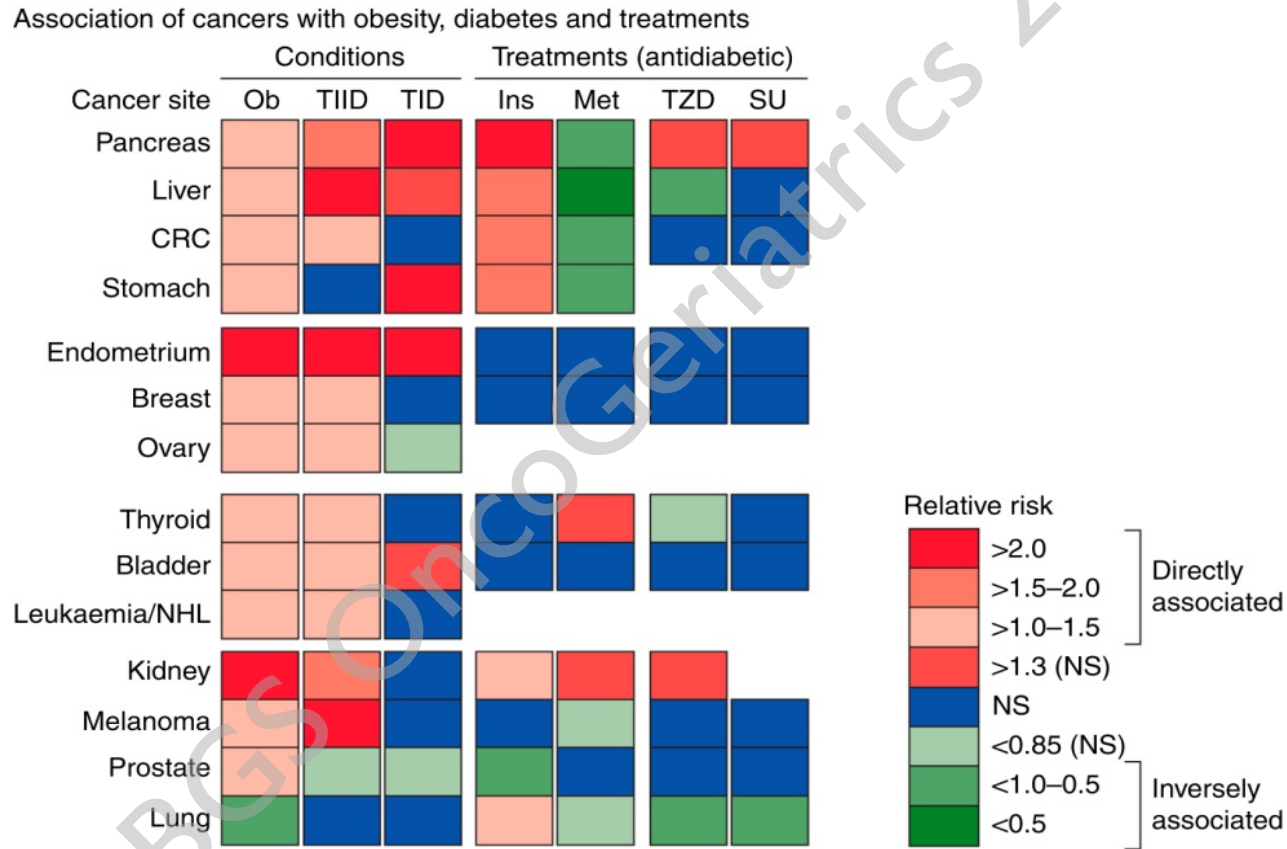 Association of cancers with obesity, diabetes and treatments
Conditions Treatments (antidiabetic)
Cancer site Ob TIID TID Ins Met TZD SU
Pancreas
Liver
CRC
Stomach
Endometrium
Breast
Ovary
Thyroid
Bladder
Leukaemia/NHL
Kidney
Melanoma
Prostate
Lung
Relative risk
>2.0
>1.5–2.0
>1.0–1.5
Directly
associated
>1.3 (NS)
NS
<0.85 (NS)
<1.0–0.5
<0.5
Inversely
associated
BGS OncoGeriatrics